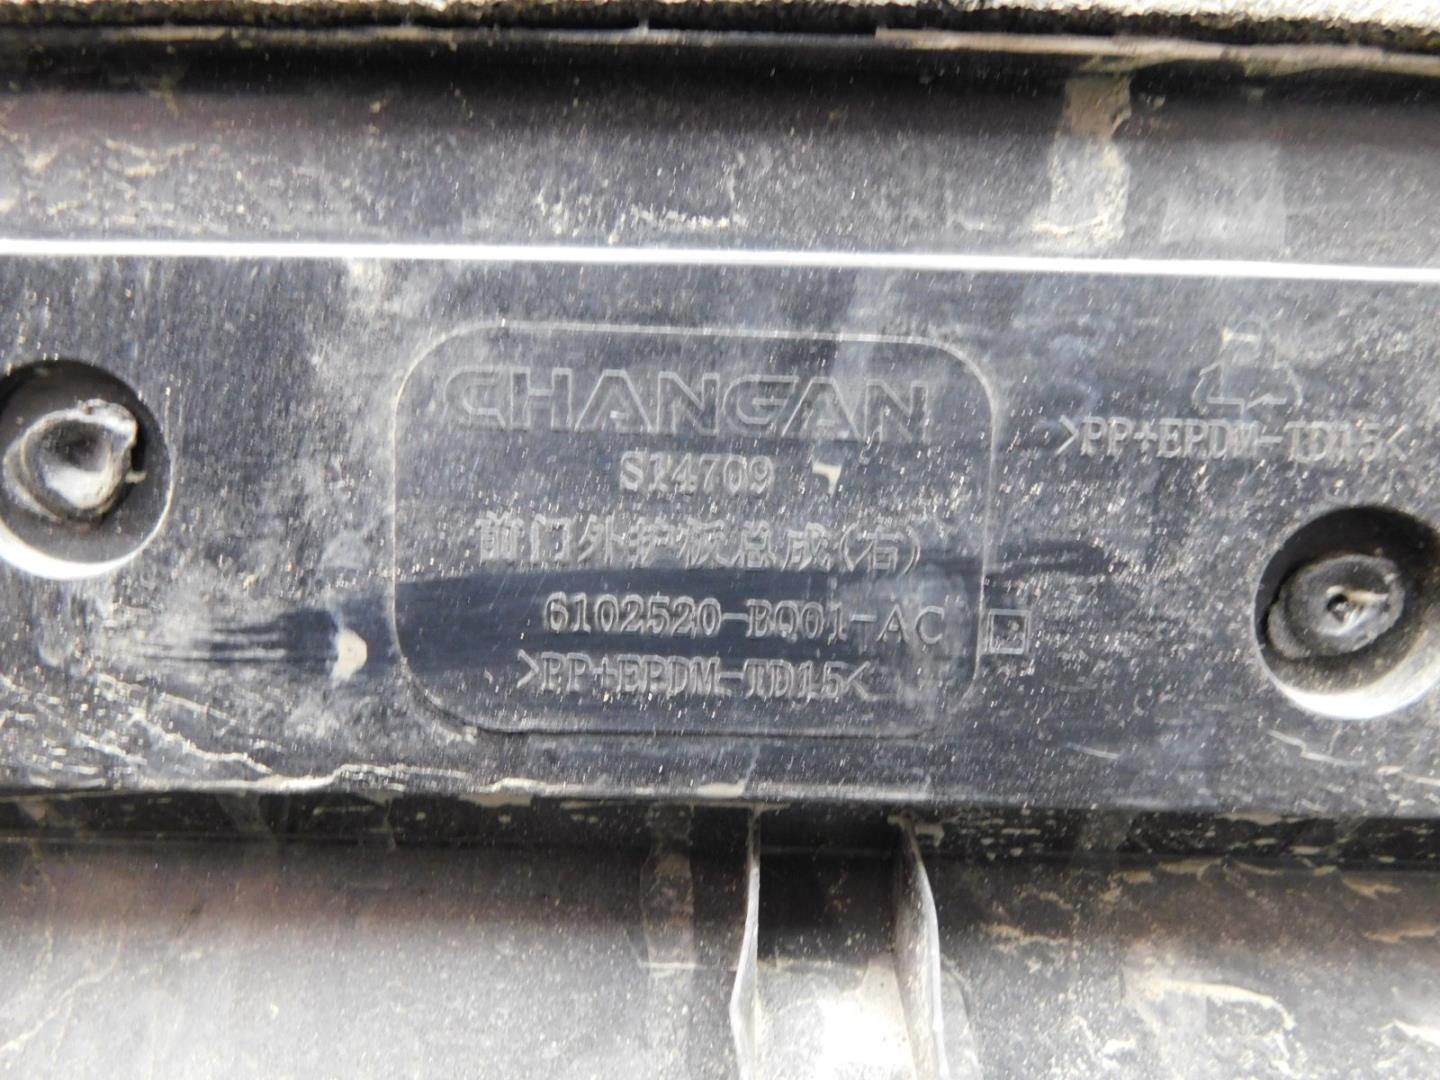 CHANGAN
S14709
前门外护板总成(右)
6102520-BQ01-AC
>PP+EPDM-TD15<
>PP+EPDM-TD15<